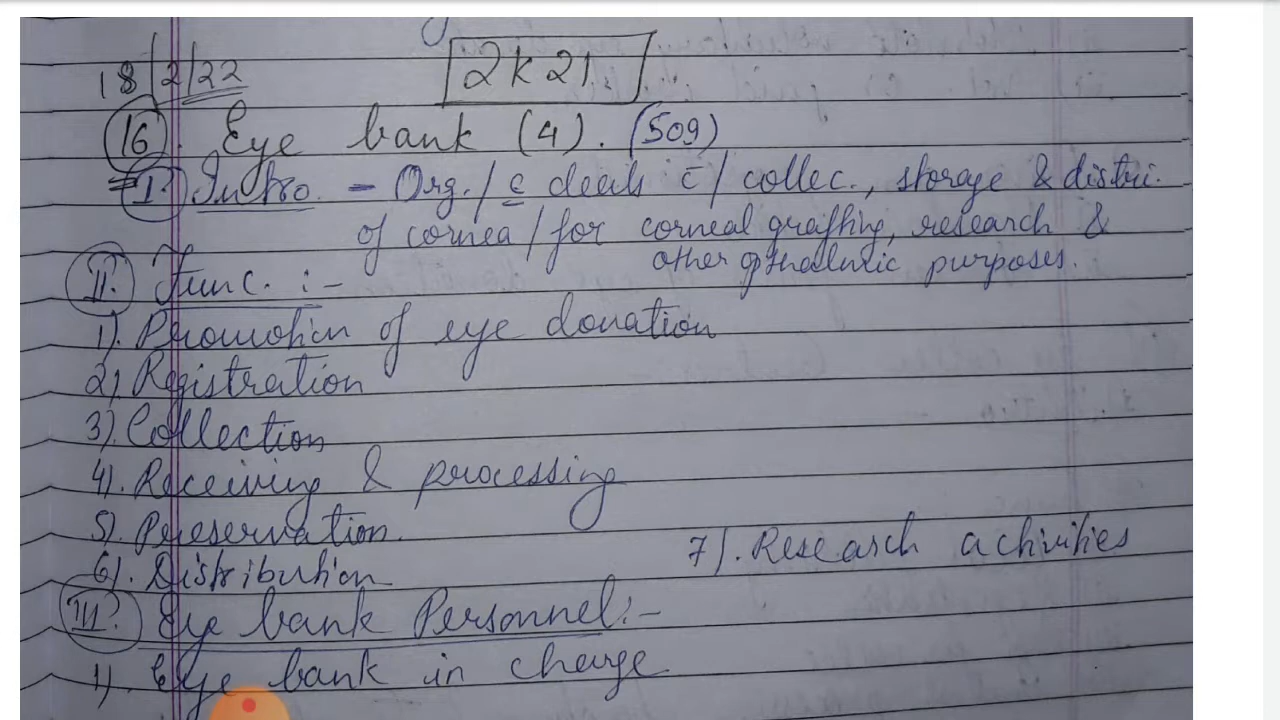 18/2/22
2k21
16. Eye bank (4). (509)
I. Intro. - Org./ c̄ deals c̄ / collec., storage & distri.
of cornea / for corneal grafting, research &
other opthalmic purposes.
II. Func. :-
1). Promotion of eye donation
2). Registration
3). Collection
4). Receiving & processing
5). Preservation.
6). Distribution
7). Research activities
III. Eye bank Personnel:-
1). Eye bank in charge